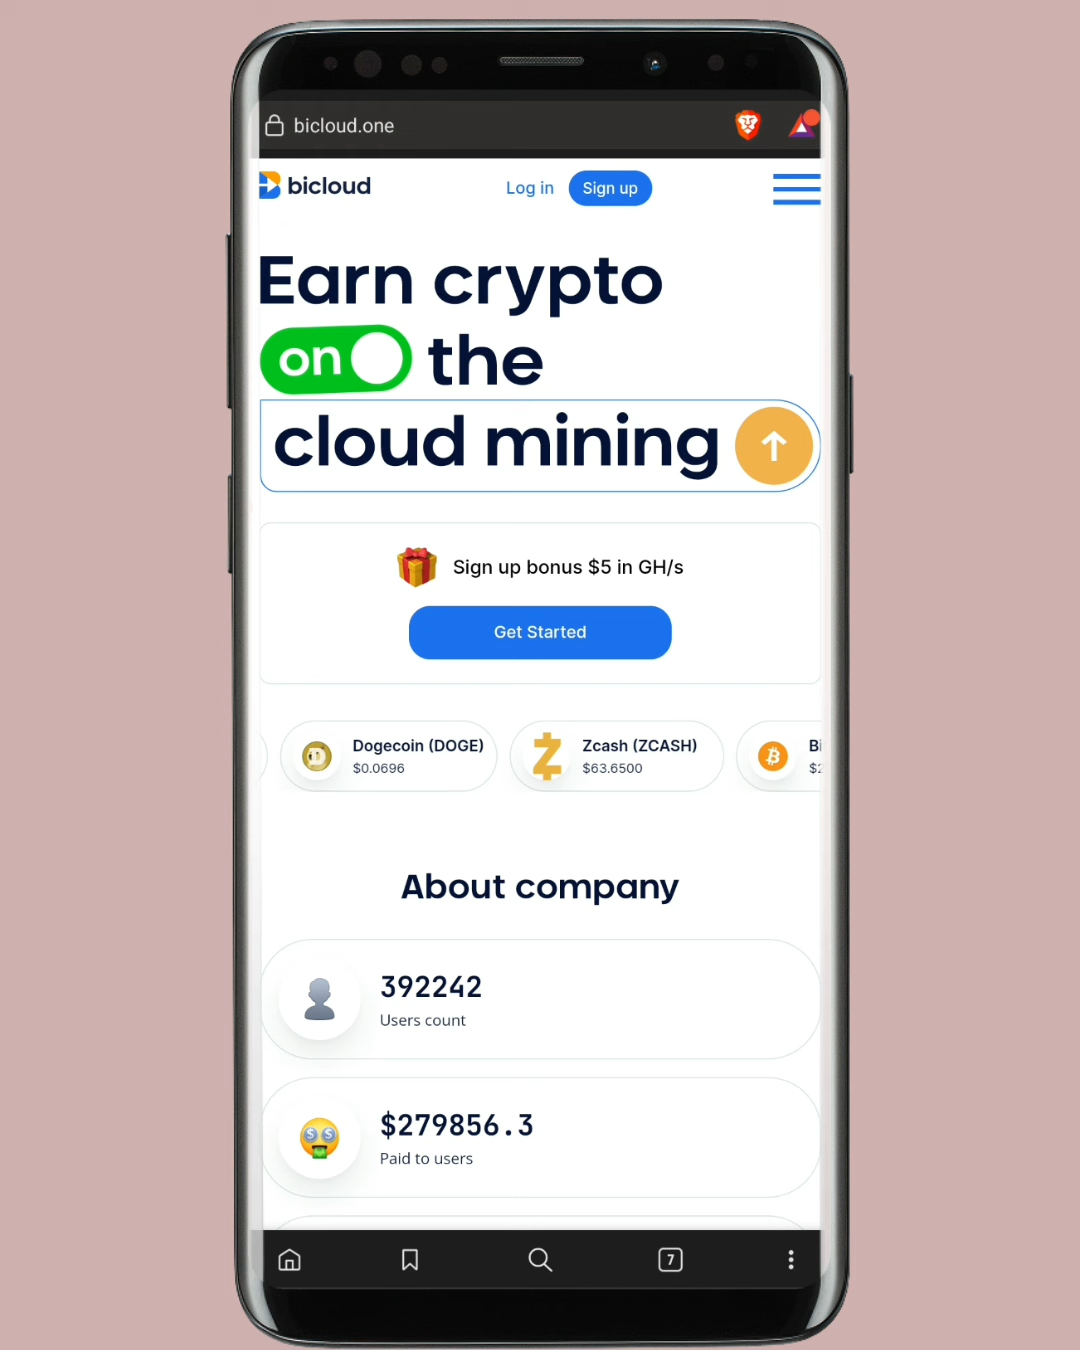 bicloud.one
bicloud
Log in
Sign up
Earn crypto
on the
cloud mining
Sign up bonus $5 in GH/s
Get Started
Dogecoin (DOGE)
$0.0696
Zcash (ZCASH)
$63.6500
About company
392242
Users count
$279856.3
Paid to users
7